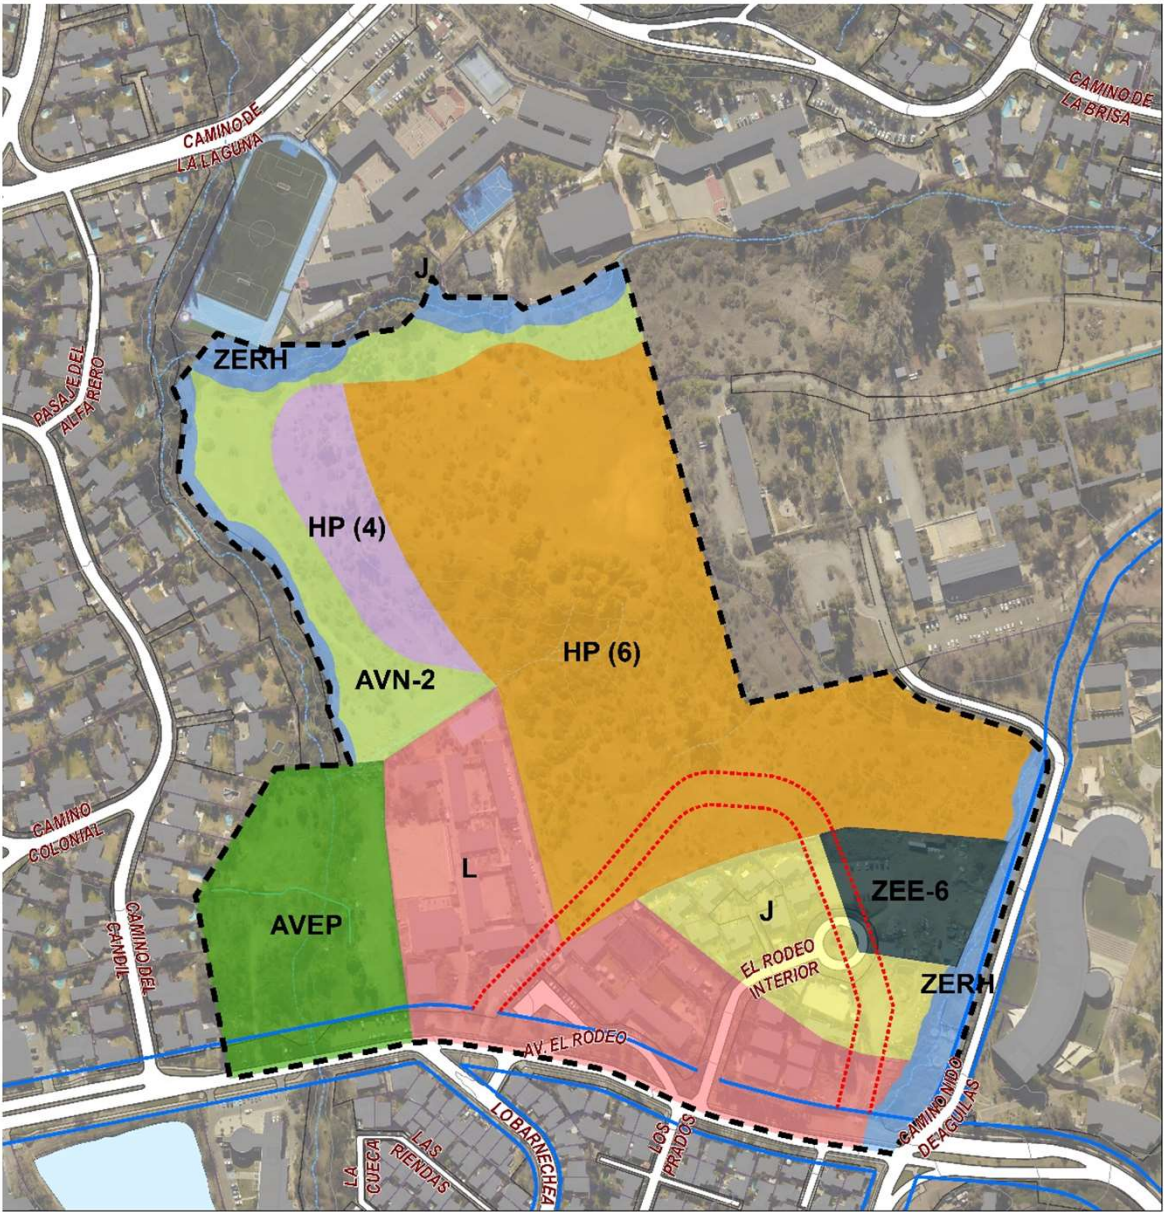 CAMINO DE
LA LAGUNA
CAMINO DE
LA BRISA
J
ZERH
PASAJE DEL
ALFARERO
HP (4)
HP (6)
AVN-2
CAMINO
COLONIAL
L
ZEE-6
J
AVEP
CAMINO DEL
CANDIL
EL RODEO
INTERIOR
ZERH
AV. EL RODEO
CAMINO NIDO
DE AGUILAS
LO BARNECHEA
LOS
PRADOS
LA
CUECA
LAS
RIENDAS